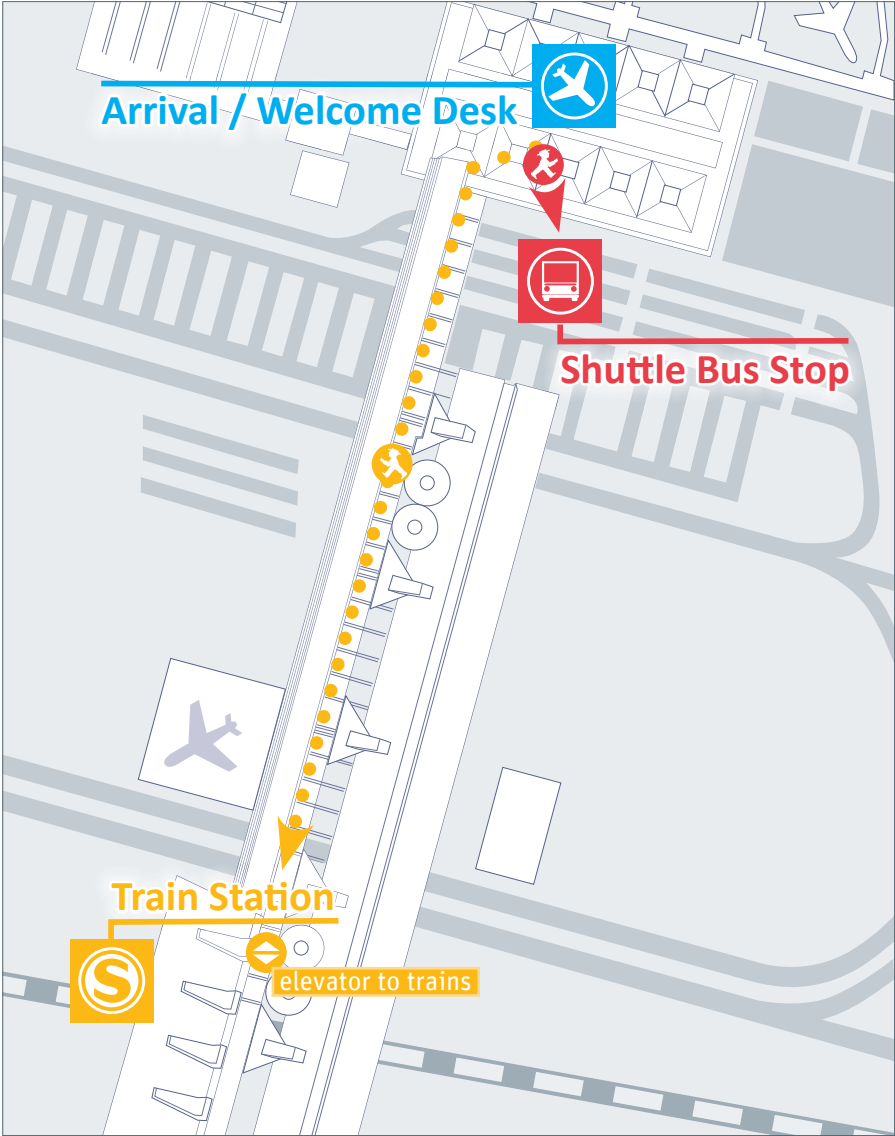 Arrival / Welcome Desk
Shuttle Bus Stop
Train Station
S
elevator to trains